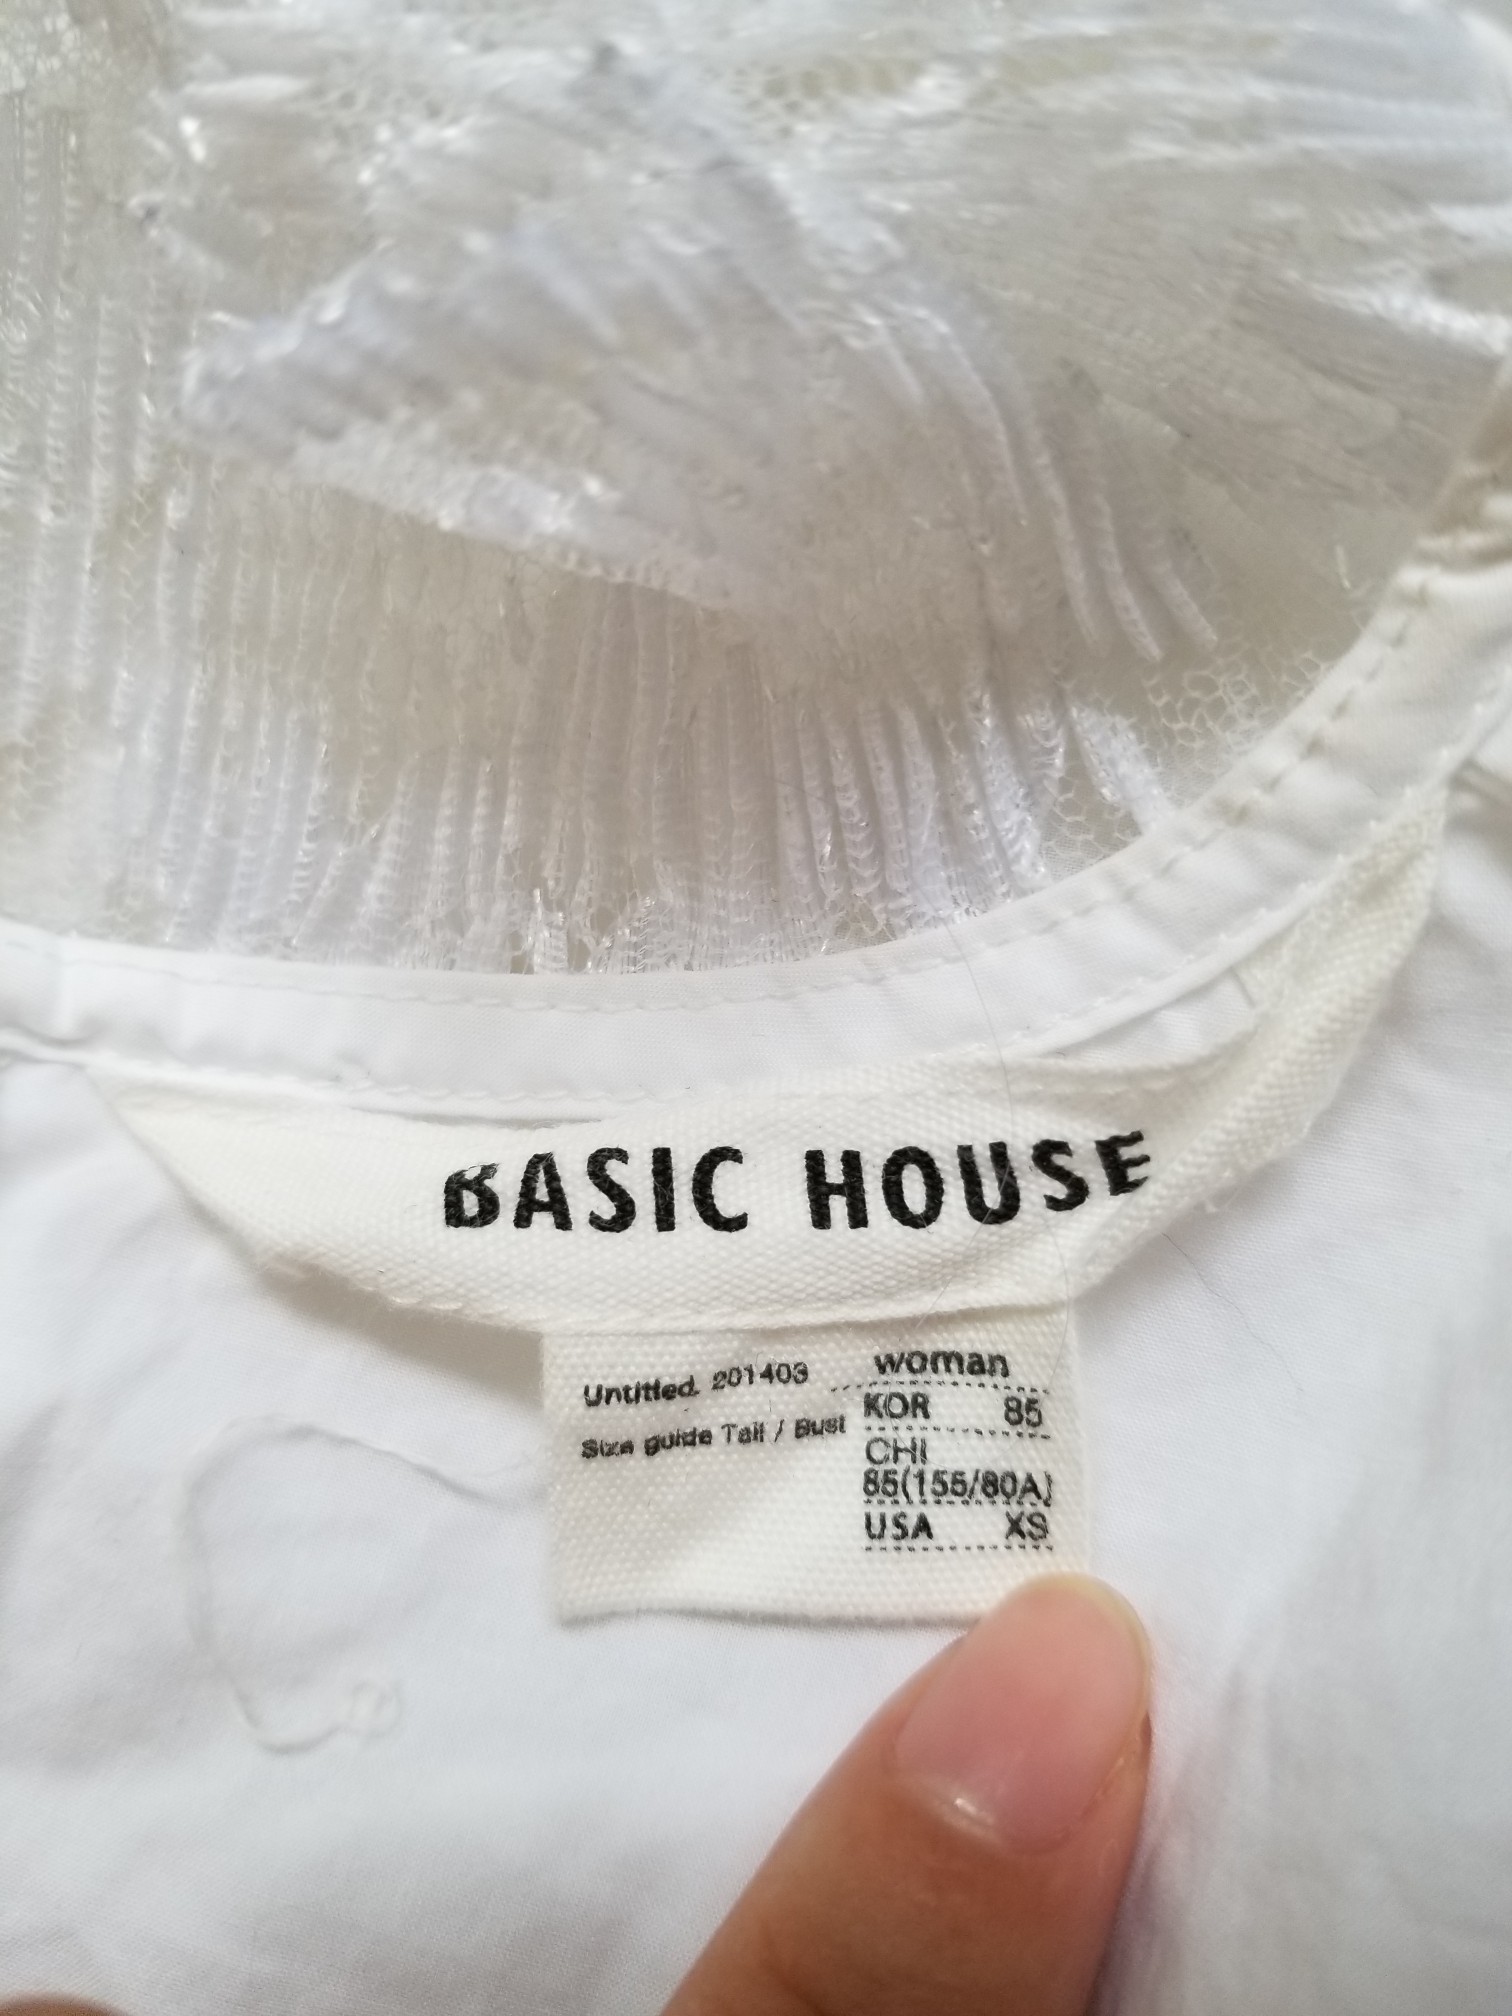 BASIC HOUSE
Untitled. 201403
Size guide Tall / Bust
woman
KOR 85
CHI
85(155/80A)
USA XS